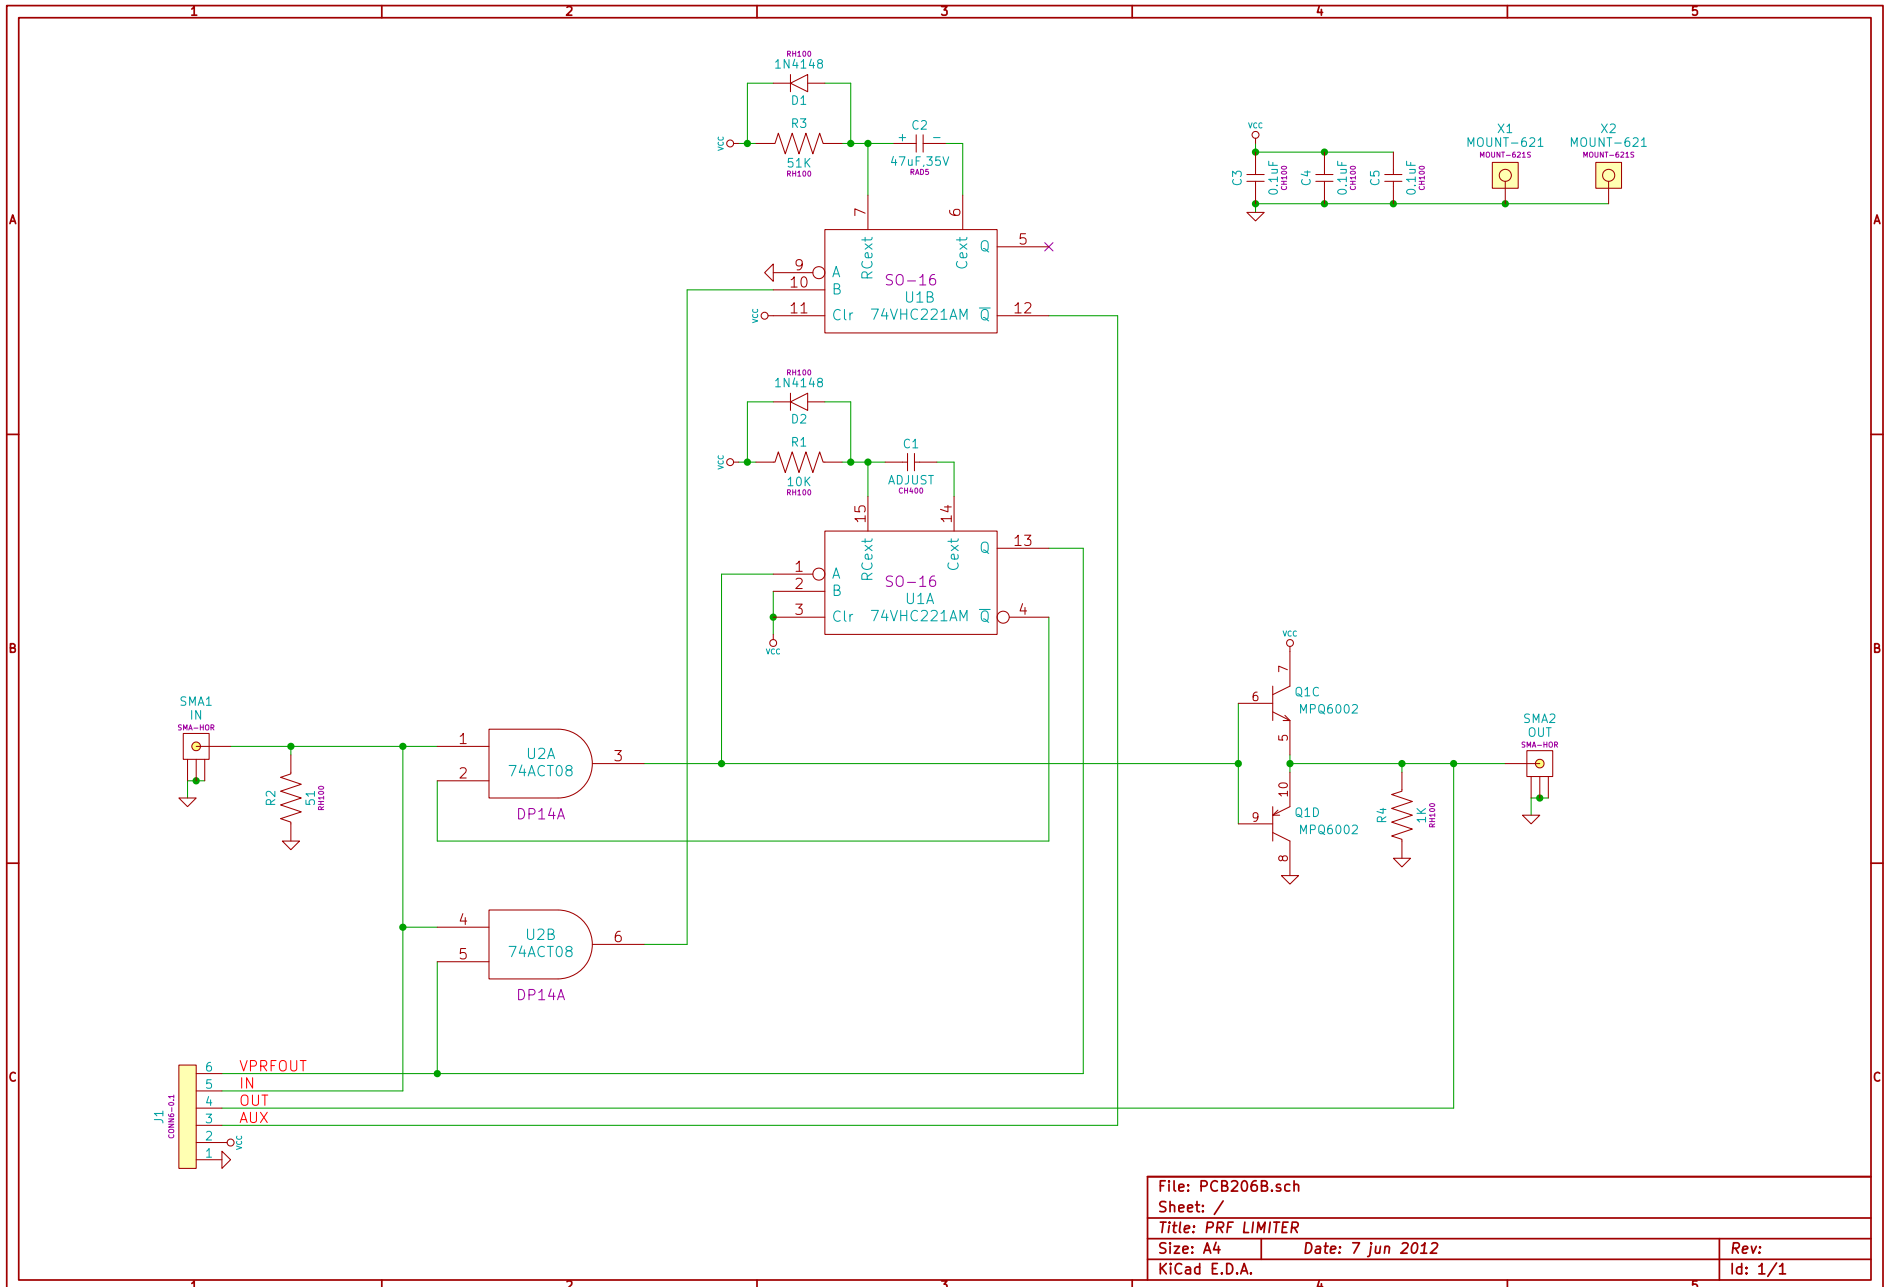 1 2 3 4 5
RH100
1N4148
D1
R3
51K
RH100
VCC
C2
+ −
47uF,35V
RAD5
7
6
RCext
Cext
Q
5
9
A
10
B
11
Clr
VCC
SO-16
U1B
74VHC221AM
Q
12
VCC
C3
0.1uF
CH100
C4
0.1uF
CH100
C5
0.1uF
CH100
X1
MOUNT-621
MOUNT-621S
X2
MOUNT-621
MOUNT-621S
A
A
RH100
1N4148
D2
R1
10K
RH100
VCC
C1
ADJUST
CH400
15
14
RCext
Cext
Q
13
1
A
2
B
3
Clr
VCC
SO-16
U1A
74VHC221AM
Q
4
B
B
SMA1
IN
SMA-HOR
R2
51
RH100
1
2
U2A
74ACT08
3
DP14A
4
5
U2B
74ACT08
6
DP14A
VCC
7
6
Q1C
MPQ6002
5
10
9
Q1D
MPQ6002
8
R4
1K
RH100
SMA2
OUT
SMA-HOR
C
C
J1
CONN6-0.1
6 VPRFOUT
5 IN
4 OUT
3 AUX
2 VCC
1
File: PCB206B.sch
Sheet: /
Title: PRF LIMITER
Size: A4 Date: 7 jun 2012 Rev:
KiCad E.D.A. Id: 1/1
1 2 3 4 5